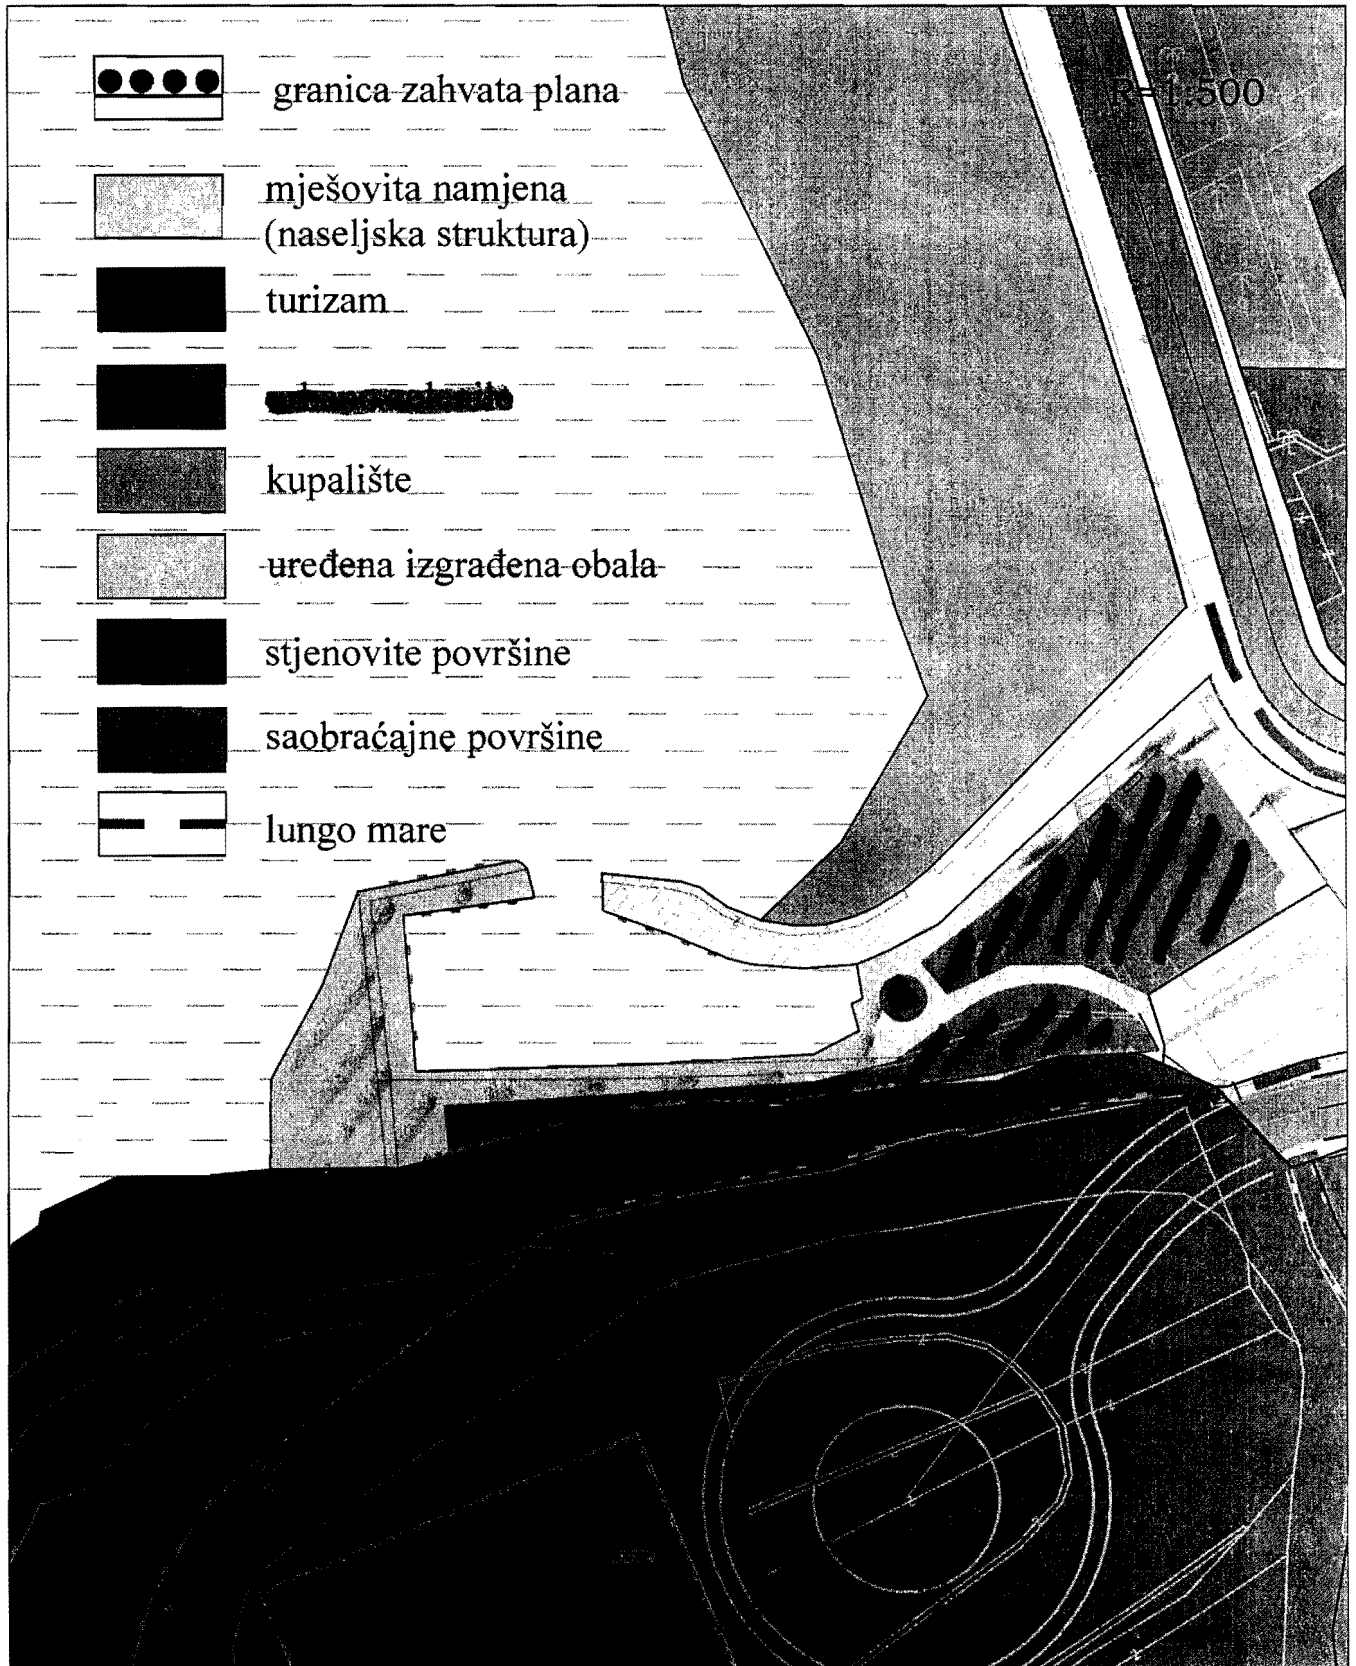 granica zahvata plana
R=1:500
mješovita namjena
(naseljska struktura)
turizam
kupalište
uređena izgrađena obala
stjenovite površine
saobraćajne površine
lungo mare